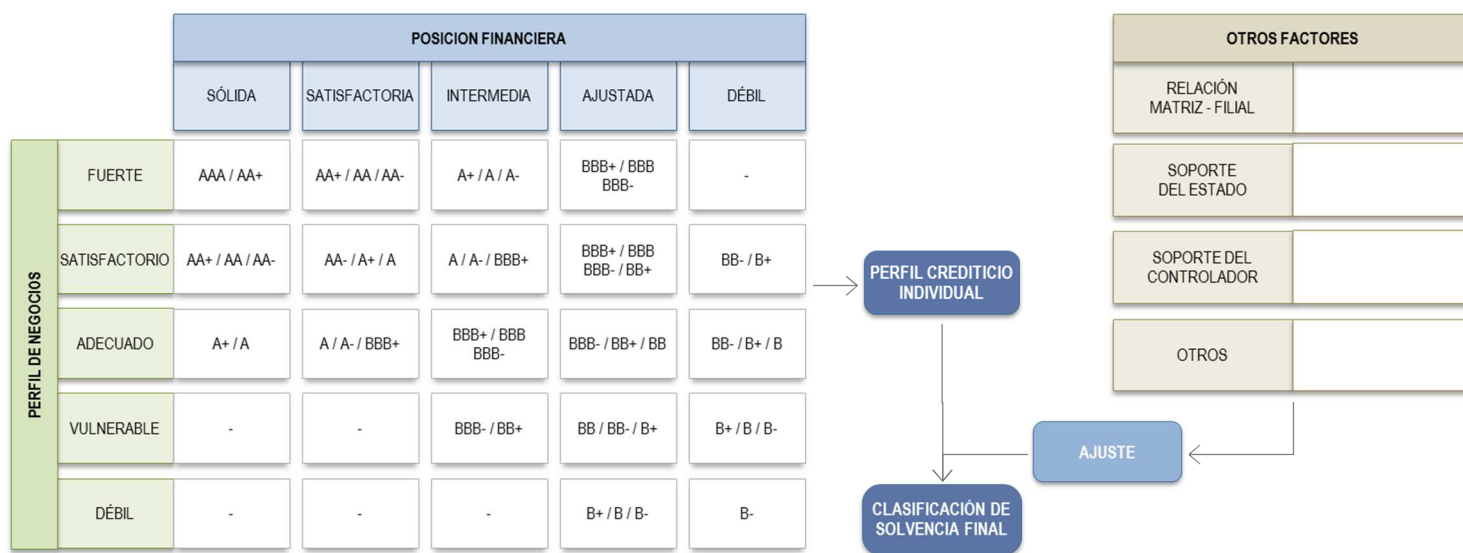 POSICION FINANCIERA
SÓLIDA
SATISFACTORIA
INTERMEDIA
AJUSTADA
DÉBIL
PERFIL DE NEGOCIOS
FUERTE
AAA / AA+
AA+ / AA / AA-
A+ / A / A-
BBB+ / BBB
BBB-
-
SATISFACTORIO
AA+ / AA / AA-
AA- / A+ / A
A / A- / BBB+
BBB+ / BBB
BBB- / BB+
BB- / B+
ADECUADO
A+ / A
A / A- / BBB+
BBB+ / BBB
BBB-
BBB- / BB+ / BB
BB- / B+ / B
VULNERABLE
-
-
BBB- / BB+
BB / BB- / B+
B+ / B / B-
DÉBIL
-
-
-
B+ / B / B-
B-
PERFIL CREDITICIO
INDIVIDUAL
CLASIFICACIÓN DE
SOLVENCIA FINAL
OTROS FACTORES
RELACIÓN
MATRIZ - FILIAL
SOPORTE
DEL ESTADO
SOPORTE DEL
CONTROLADOR
OTROS
AJUSTE